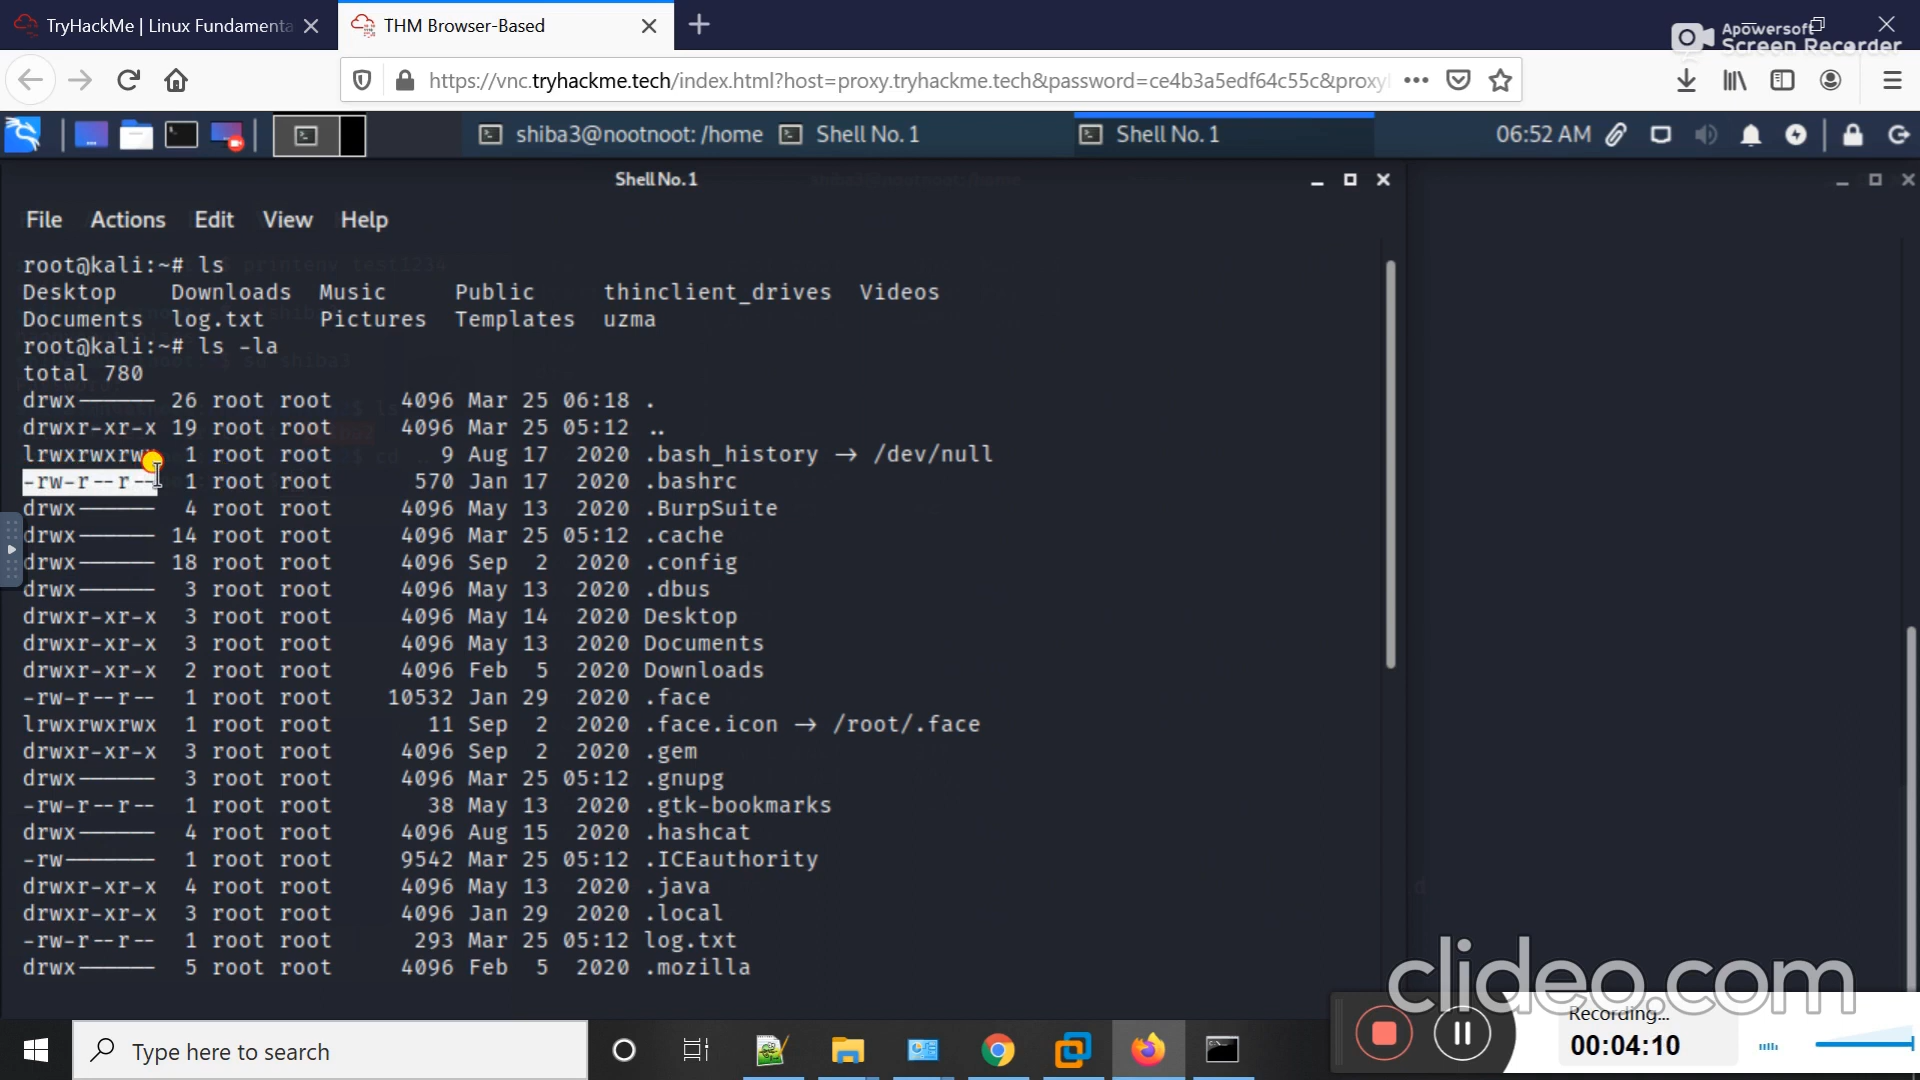 TryHackMe | Linux Fundamenta
THM Browser-Based
Apowersoft
Screen Recorder
https://vnc.tryhackme.tech/index.html?host=proxy.tryhackme.tech&password=ce4b3a5edf64c55c&proxy
shiba3@nootnoot: /home
Shell No. 1
Shell No. 1
06:52 AM
Shell No. 1
File Actions Edit View Help
root@kali:~# ls
Desktop Downloads Music Public thinclient_drives Videos
Documents log.txt Pictures Templates uzma
root@kali:~# ls -la
total 780
drwx------ 26 root root 4096 Mar 25 06:18 .
drwxr-xr-x 19 root root 4096 Mar 25 05:12 ..
lrwxrwxrwx 1 root root 9 Aug 17 2020 .bash_history → /dev/null
-rw-r--r-- 1 root root 570 Jan 17 2020 .bashrc
drwx------ 4 root root 4096 May 13 2020 .BurpSuite
drwx------ 14 root root 4096 Mar 25 05:12 .cache
drwx------ 18 root root 4096 Sep 2 2020 .config
drwx------ 3 root root 4096 May 13 2020 .dbus
drwxr-xr-x 3 root root 4096 May 14 2020 Desktop
drwxr-xr-x 3 root root 4096 May 13 2020 Documents
drwxr-xr-x 2 root root 4096 Feb 5 2020 Downloads
-rw-r--r-- 1 root root 10532 Jan 29 2020 .face
lrwxrwxrwx 1 root root 11 Sep 2 2020 .face.icon → /root/.face
drwxr-xr-x 3 root root 4096 Sep 2 2020 .gem
drwx------ 3 root root 4096 Mar 25 05:12 .gnupg
-rw-r--r-- 1 root root 38 May 13 2020 .gtk-bookmarks
drwx------ 4 root root 4096 Aug 15 2020 .hashcat
-rw------- 1 root root 9542 Mar 25 05:12 .ICEauthority
drwxr-xr-x 4 root root 4096 May 13 2020 .java
drwxr-xr-x 3 root root 4096 Jan 29 2020 .local
-rw-r--r-- 1 root root 293 Mar 25 05:12 log.txt
drwx------ 5 root root 4096 Feb 5 2020 .mozilla
clideo.com
Recording...
00:04:10
Type here to search